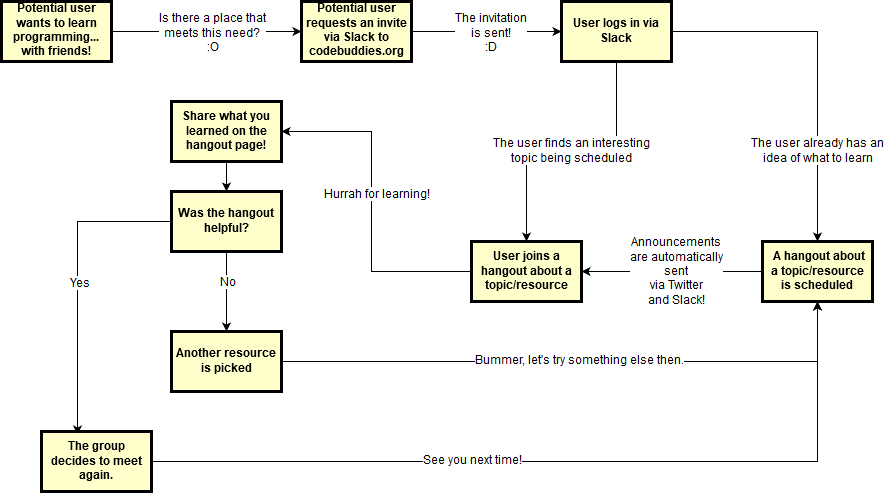 Potential user
wants to learn
programming...
with friends!
Is there a place that
meets this need?
:O
Potential user
requests an invite
via Slack to
codebuddies.org
The invitation
is sent!
:D
User logs in via
Slack
Share what you
learned on the
hangout page!
The user finds an interesting
topic being scheduled
The user already has an
idea of what to learn
Hurrah for learning!
Was the hangout
helpful?
User joins a
hangout about a
topic/resource
Announcements
are automatically
sent
via Twitter
and Slack!
A hangout about
a topic/resource
is scheduled
Yes
No
Another resource
is picked
Bummer, let's try something else then.
The group
decides to meet
again.
See you next time!